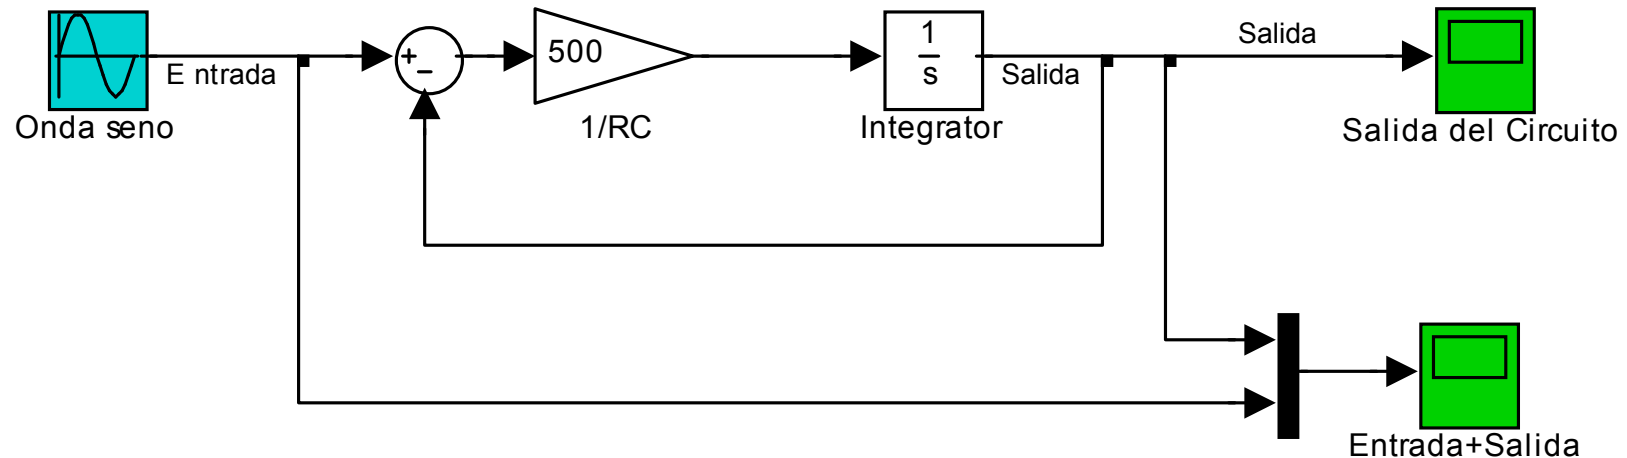 Onda seno
E ntrada
+
−
500
1/RC
1
s
Integrator
Salida
Salida
Salida del Circuito
Entrada+Salida